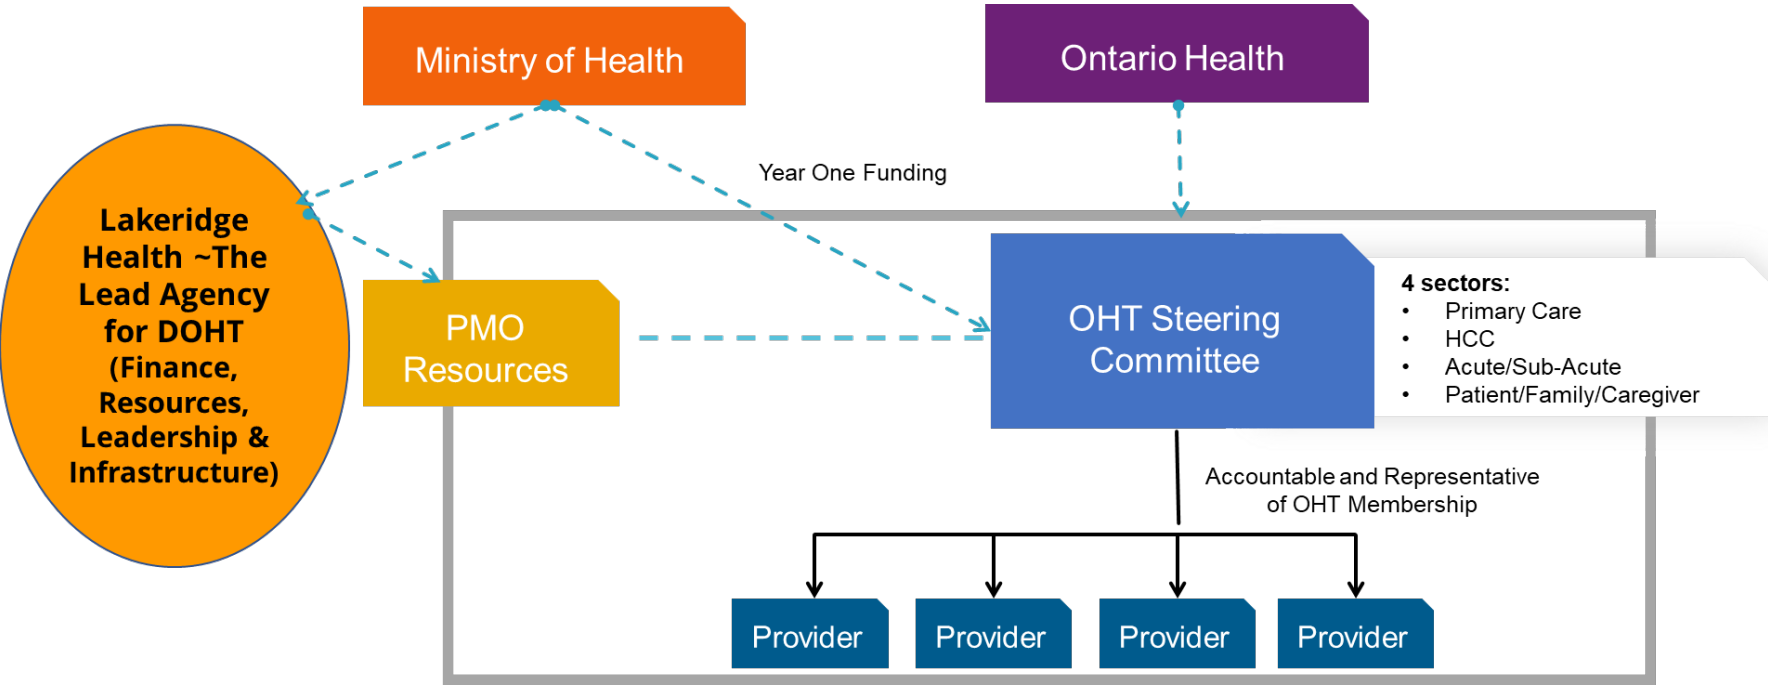 Ministry of Health
Ontario Health
Year One Funding
Lakeridge
Health ~The
Lead Agency
for DOHT
(Finance,
Resources,
Leadership &
Infrastructure)
PMO
Resources
OHT Steering
Committee
4 sectors:
• Primary Care
• HCC
• Acute/Sub-Acute
• Patient/Family/Caregiver
Accountable and Representative
of OHT Membership
Provider
Provider
Provider
Provider